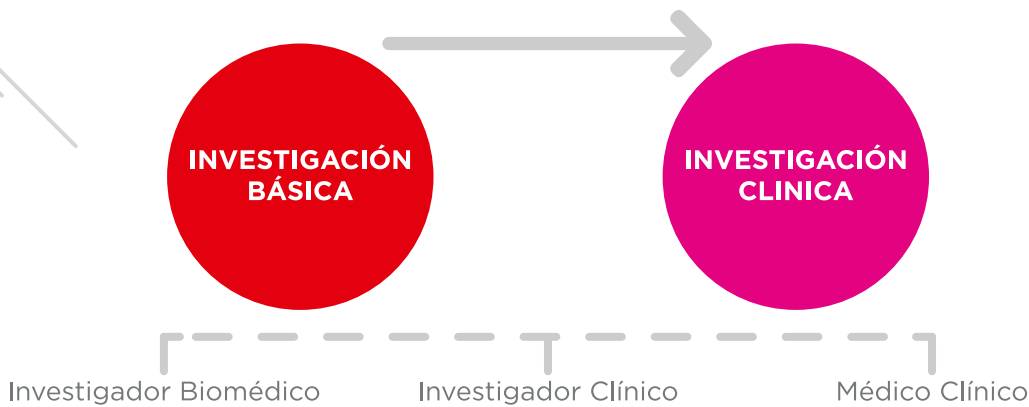 INVESTIGACIÓN
BÁSICA
INVESTIGACIÓN
CLINICA
Investigador Biomédico
Investigador Clínico
Médico Clínico